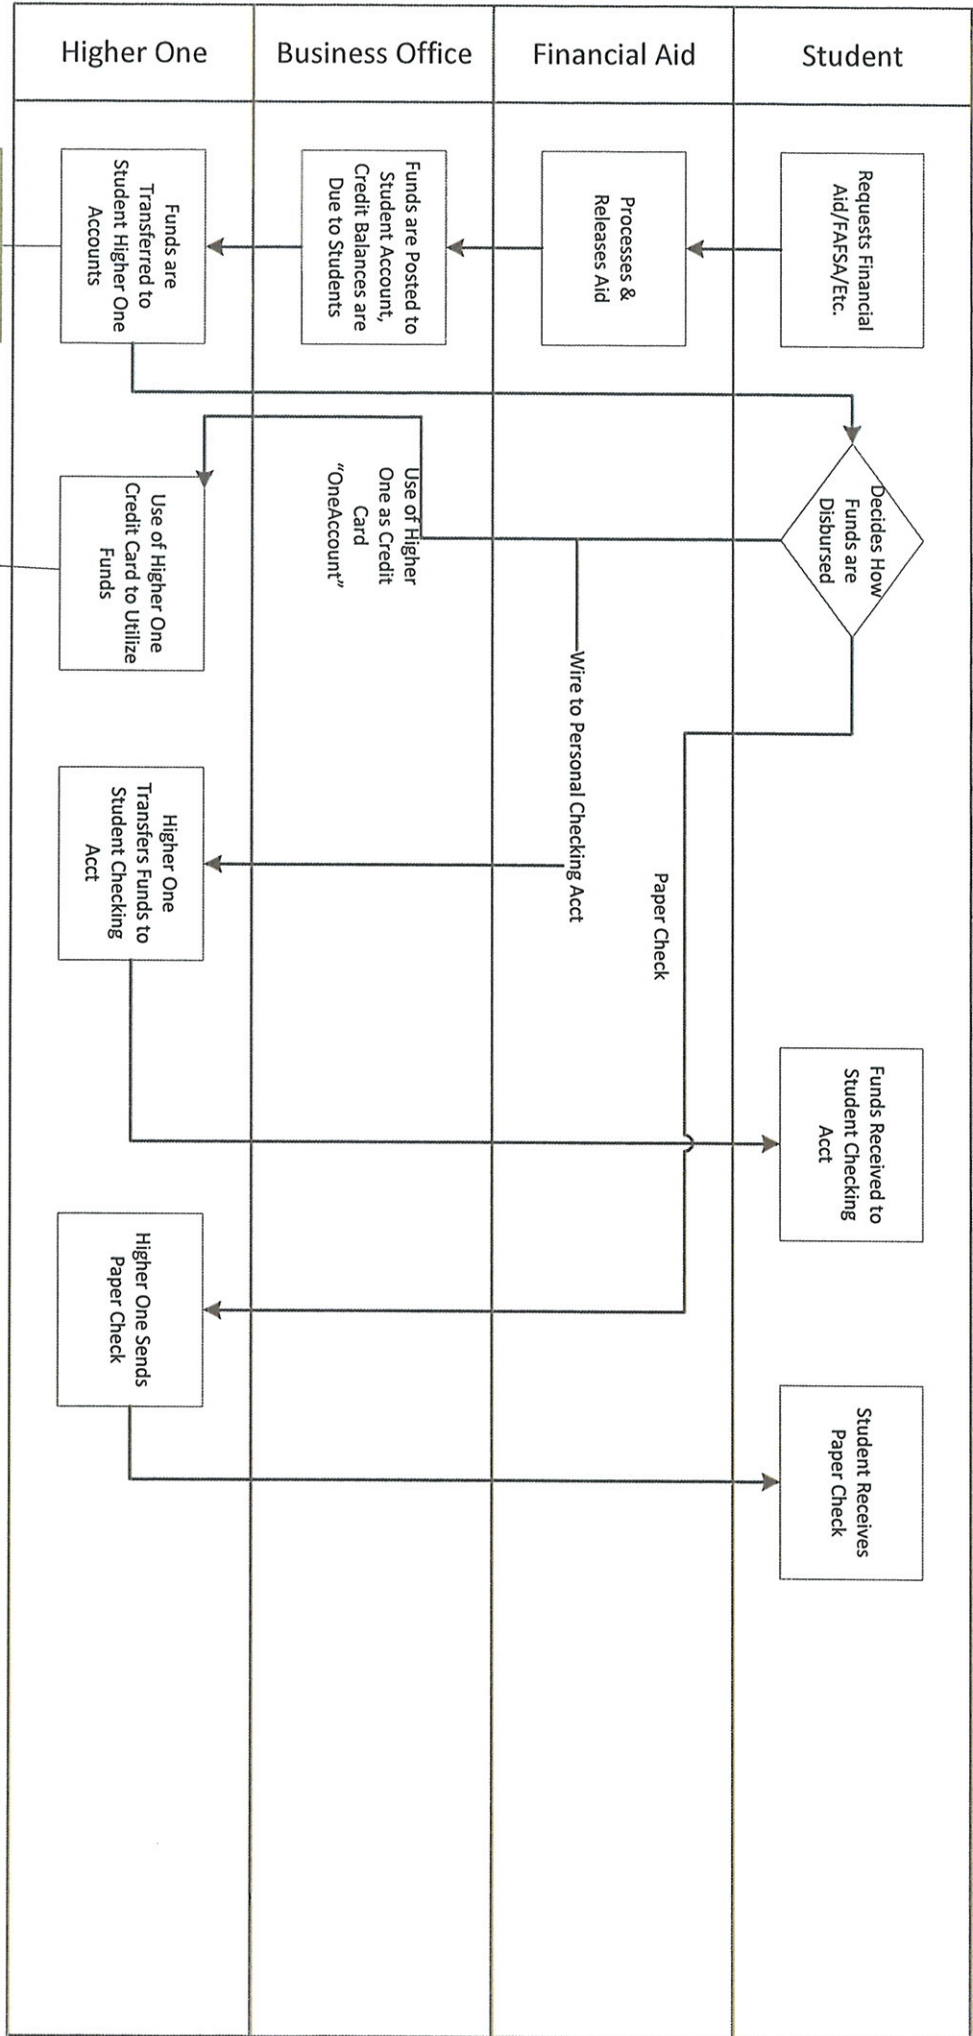 Higher One
Business Office
Financial Aid
Student
Requests Financial
Aid/FAFSA/Etc.
Processes &
Releases Aid
Funds are Posted to
Student Account,
Credit Balances are
Due to Students
Funds are
Transferred to
Student Higher One
Accounts
Decides How
Funds are
Disbursed
Use of Higher
One as Credit
Card
“OneAccount”
Use of Higher One
Credit Card to Utilize
Funds
Wire to Personal Checking Acct
Paper Check
Higher One
Transfers Funds to
Student Checking
Acct
Funds Received to
Student Checking
Acct
Higher One Sends
Paper Check
Student Receives
Paper Check